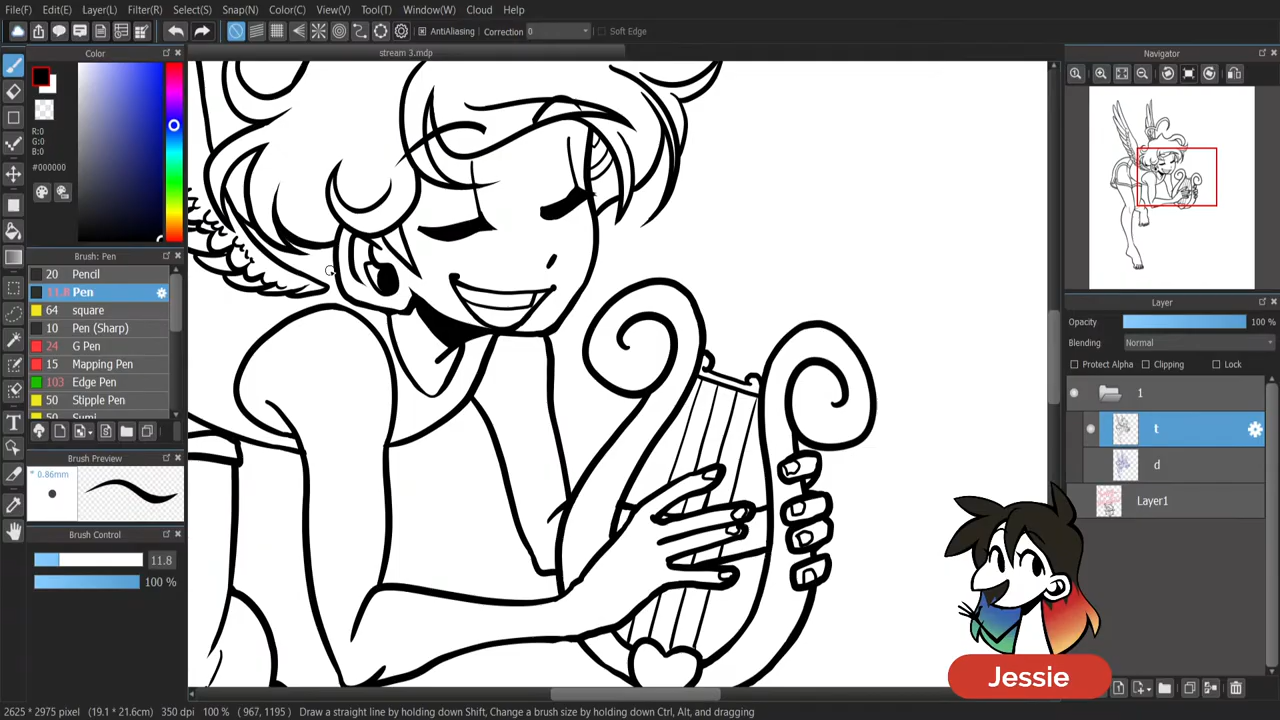 File(F) Edit(E) Layer(L) Filter(R) Select(S) Snap(N) Color(C) View(V) Tool(T) Window(W) Cloud Help
AntiAliasing Correction 0 Soft Edge
Color
stream 3.mdp
Navigator
R:0
G:0
B:0
#000000
Brush: Pen
20 Pencil
11.8 Pen
64 square
10 Pen (Sharp)
24 G Pen
15 Mapping Pen
103 Edge Pen
50 Stipple Pen
50 Sumi
Brush Preview
* 0.86mm
Brush Control
11.8
100 %
Layer
Opacity 100 %
Blending Normal
Protect Alpha Clipping Lock
1
t
d
Layer1
Jessie
2625 * 2975 pixel (19.1 * 21.6cm) 350 dpi 100 % ( 967, 1195) Draw a straight line by holding down Shift, Change a brush size by holding down Ctrl, Alt, and dragging